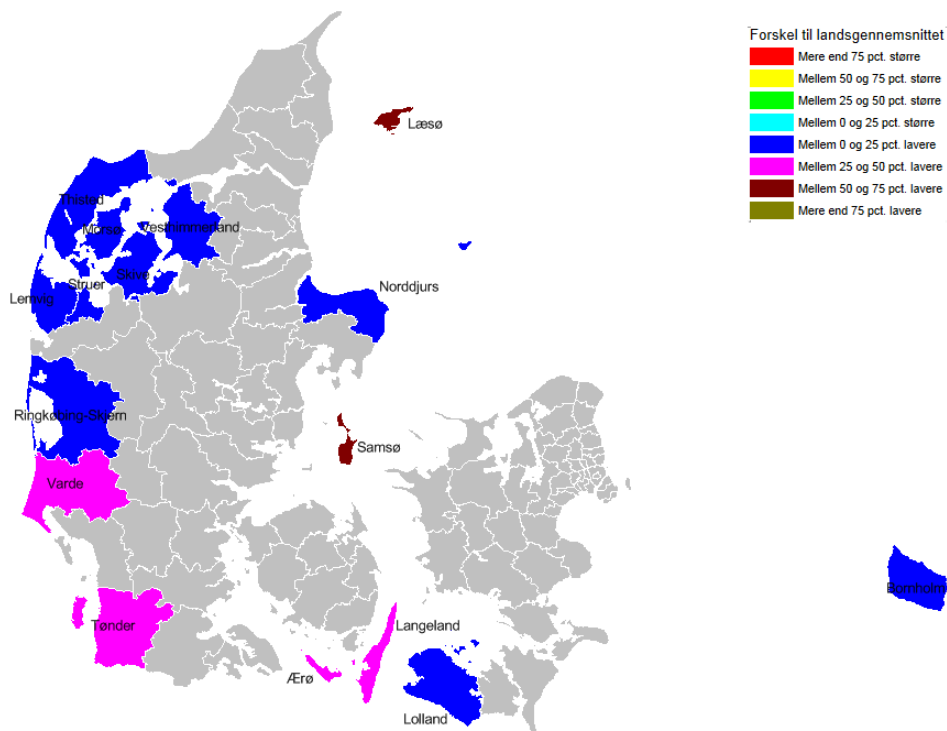 Forskel til landsgennemsnittet
Mere end 75 pct. større
Mellem 50 og 75 pct. større
Mellem 25 og 50 pct. større
Mellem 0 og 25 pct. større
Mellem 0 og 25 pct. lavere
Mellem 25 og 50 pct. lavere
Mellem 50 og 75 pct. lavere
Mere end 75 pct. lavere
Læsø
Thisted
Morsø
Vesthimmerland
Skive
Struer
Lemvig
Norddjurs
Ringkøbing-Skjern
Samsø
Varde
Bornholm
Tønder
Langeland
Ærø
Lolland